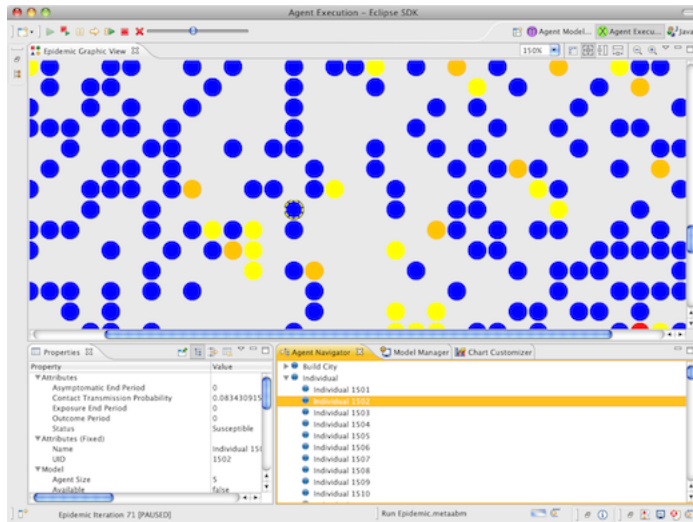 Agent Execution – Eclipse SDK
Agent Model...
Agent Execu...
Java
Epidemic Graphic View
150%
Properties
Property
Value
Attributes
Asymptomatic End Period
0
Contact Transmission Probability
0.083430915
Exposure End Period
0
Outcome Period
0
Status
Susceptible
Attributes (Fixed)
Name
Individual 150
UID
1502
Model
Agent Size
5
Available
false
Agent Navigator
Model Manager
Chart Customizer
Build City
Individual
Individual 1501
Individual 1502
Individual 1503
Individual 1504
Individual 1505
Individual 1506
Individual 1507
Individual 1508
Individual 1509
Individual 1510
Epidemic Iteration 71 [PAUSED]
Run Epidemic.metaabm